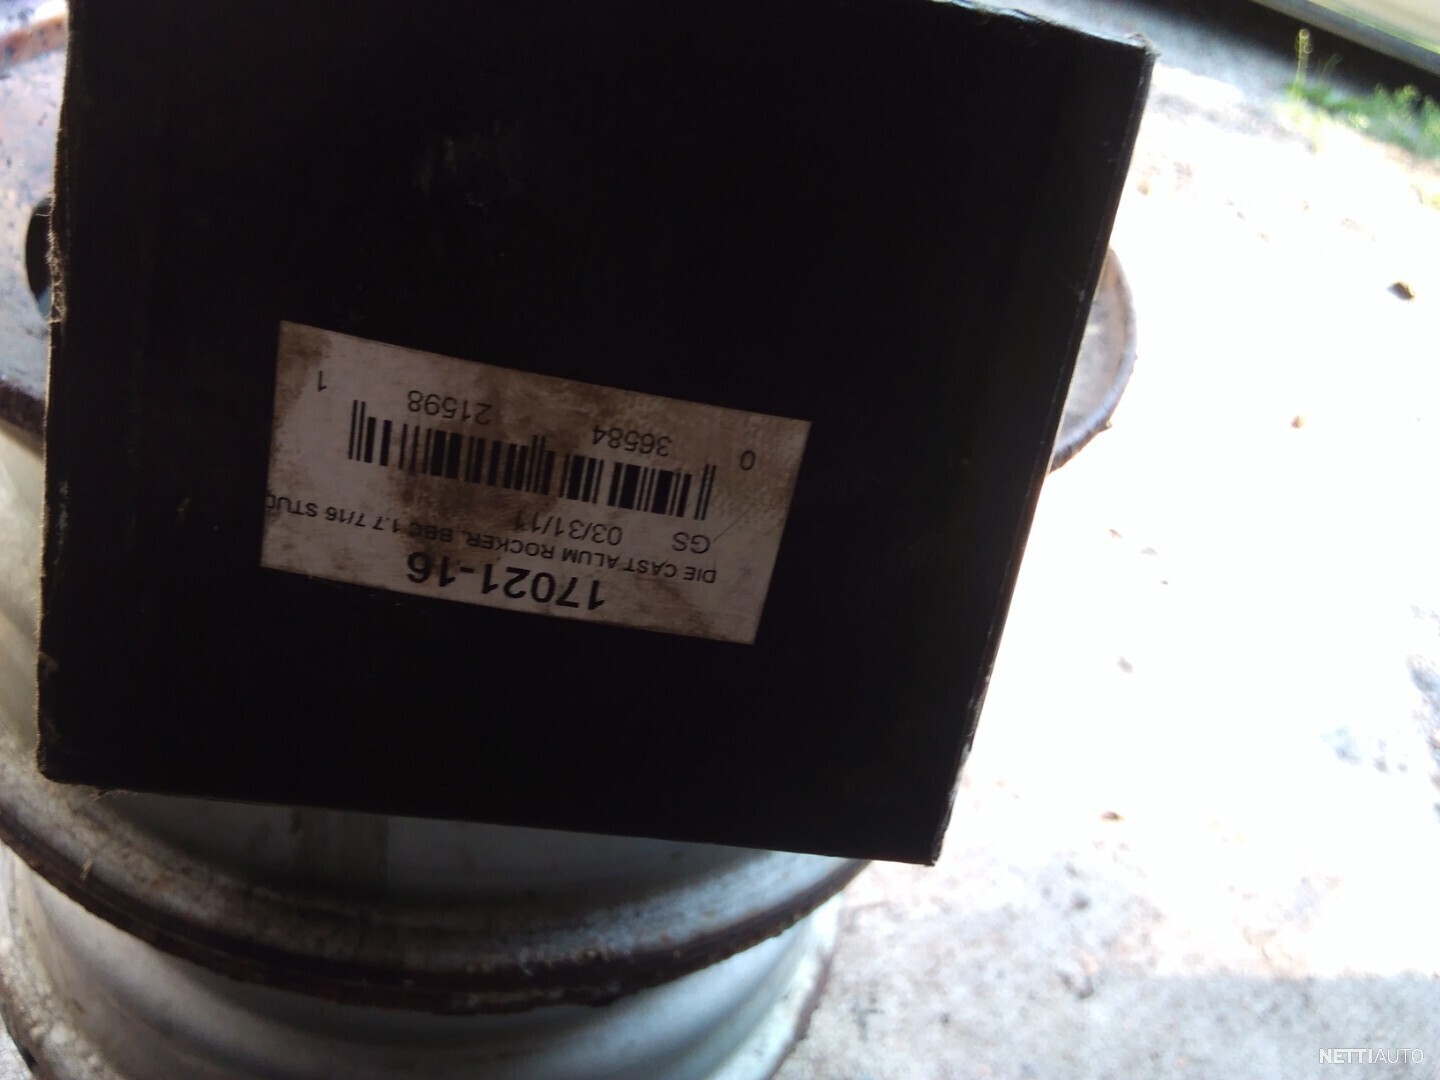 17021-16
DIE CAST ALUM ROCKER, BBC 1.7 7/16 STUD
GS 03/31/11
0 36584 21598 1
NETTIAUTO